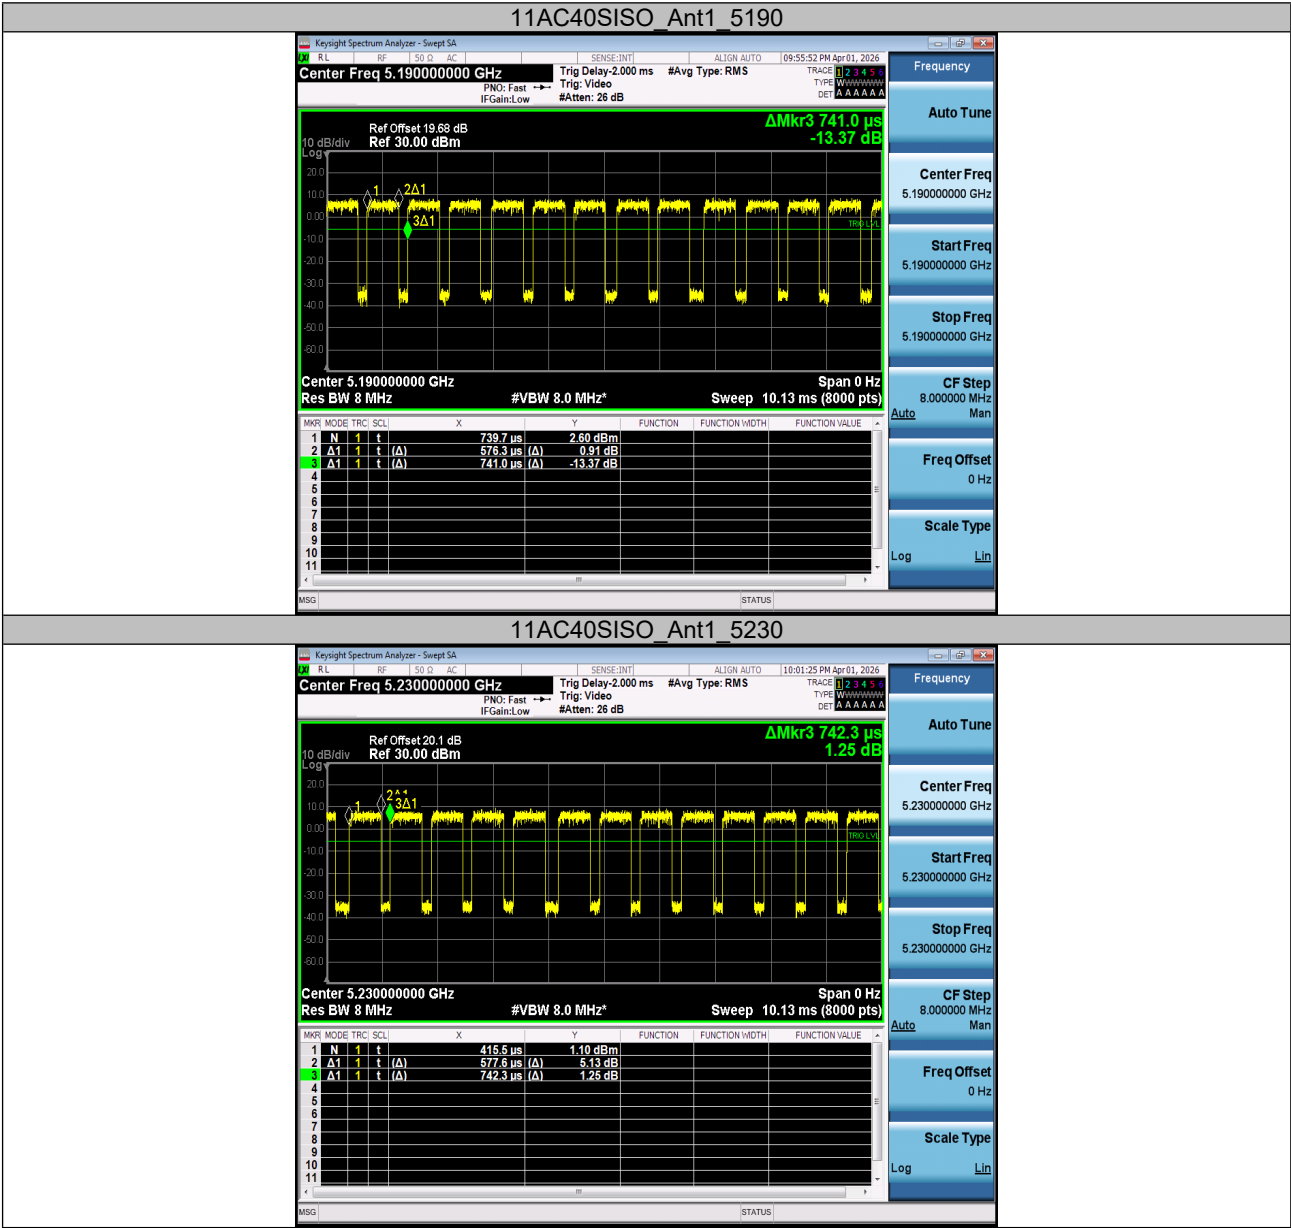 11AC40SISO_Ant1_5190
Keysight Spectrum Analyzer - Swept SA
RL RF 50 Ω AC SENSE:INT ALIGN AUTO 09:55:52 PM Apr 01, 2026
Center Freq 5.190000000 GHz
PNO: Fast
IFGain:Low
Trig Delay-2.000 ms #Avg Type: RMS
Trig: Video
#Atten: 26 dB
TRACE 1 2 3 4 5 6
TYPE WWWWWW
DET A A A A A A
ΔMkr3 741.0 µs
-13.37 dB
Ref Offset 19.68 dB
10 dB/div Ref 30.00 dBm
Log
20.0
10.0
0.00
-10.0
-20.0
-30.0
-40.0
-50.0
-60.0
1
2Δ1
3Δ1
TRIG LVL
Center 5.190000000 GHz Span 0 Hz
Res BW 8 MHz #VBW 8.0 MHz* Sweep 10.13 ms (8000 pts)
MKR MODE TRC SCL X Y FUNCTION FUNCTION WIDTH FUNCTION VALUE
1 N 1 t 739.7 µs 2.60 dBm
2 Δ1 1 t (Δ) 576.3 µs (Δ) 0.91 dB
3 Δ1 1 t (Δ) 741.0 µs (Δ) -13.37 dB
4
5
6
7
8
9
10
11
MSG STATUS
Frequency
Auto Tune
Center Freq
5.190000000 GHz
Start Freq
5.190000000 GHz
Stop Freq
5.190000000 GHz
CF Step
8.000000 MHz
Auto Man
Freq Offset
0 Hz
Scale Type
Log Lin
11AC40SISO_Ant1_5230
Keysight Spectrum Analyzer - Swept SA
RL RF 50 Ω AC SENSE:INT ALIGN AUTO 10:01:25 PM Apr 01, 2026
Center Freq 5.230000000 GHz
PNO: Fast
IFGain:Low
Trig Delay-2.000 ms #Avg Type: RMS
Trig: Video
#Atten: 26 dB
TRACE 1 2 3 4 5 6
TYPE WWWWWW
DET A A A A A A
ΔMkr3 742.3 µs
1.25 dB
Ref Offset 20.1 dB
10 dB/div Ref 30.00 dBm
Log
20.0
10.0
0.00
-10.0
-20.0
-30.0
-40.0
-50.0
-60.0
1
3Δ1
TRIG LVL
Center 5.230000000 GHz Span 0 Hz
Res BW 8 MHz #VBW 8.0 MHz* Sweep 10.13 ms (8000 pts)
MKR MODE TRC SCL X Y FUNCTION FUNCTION WIDTH FUNCTION VALUE
1 N 1 t 415.5 µs 1.10 dBm
2 Δ1 1 t (Δ) 577.6 µs (Δ) 5.13 dB
3 Δ1 1 t (Δ) 742.3 µs (Δ) 1.25 dB
4
5
6
7
8
9
10
11
MSG STATUS
Frequency
Auto Tune
Center Freq
5.230000000 GHz
Start Freq
5.230000000 GHz
Stop Freq
5.230000000 GHz
CF Step
8.000000 MHz
Auto Man
Freq Offset
0 Hz
Scale Type
Log Lin